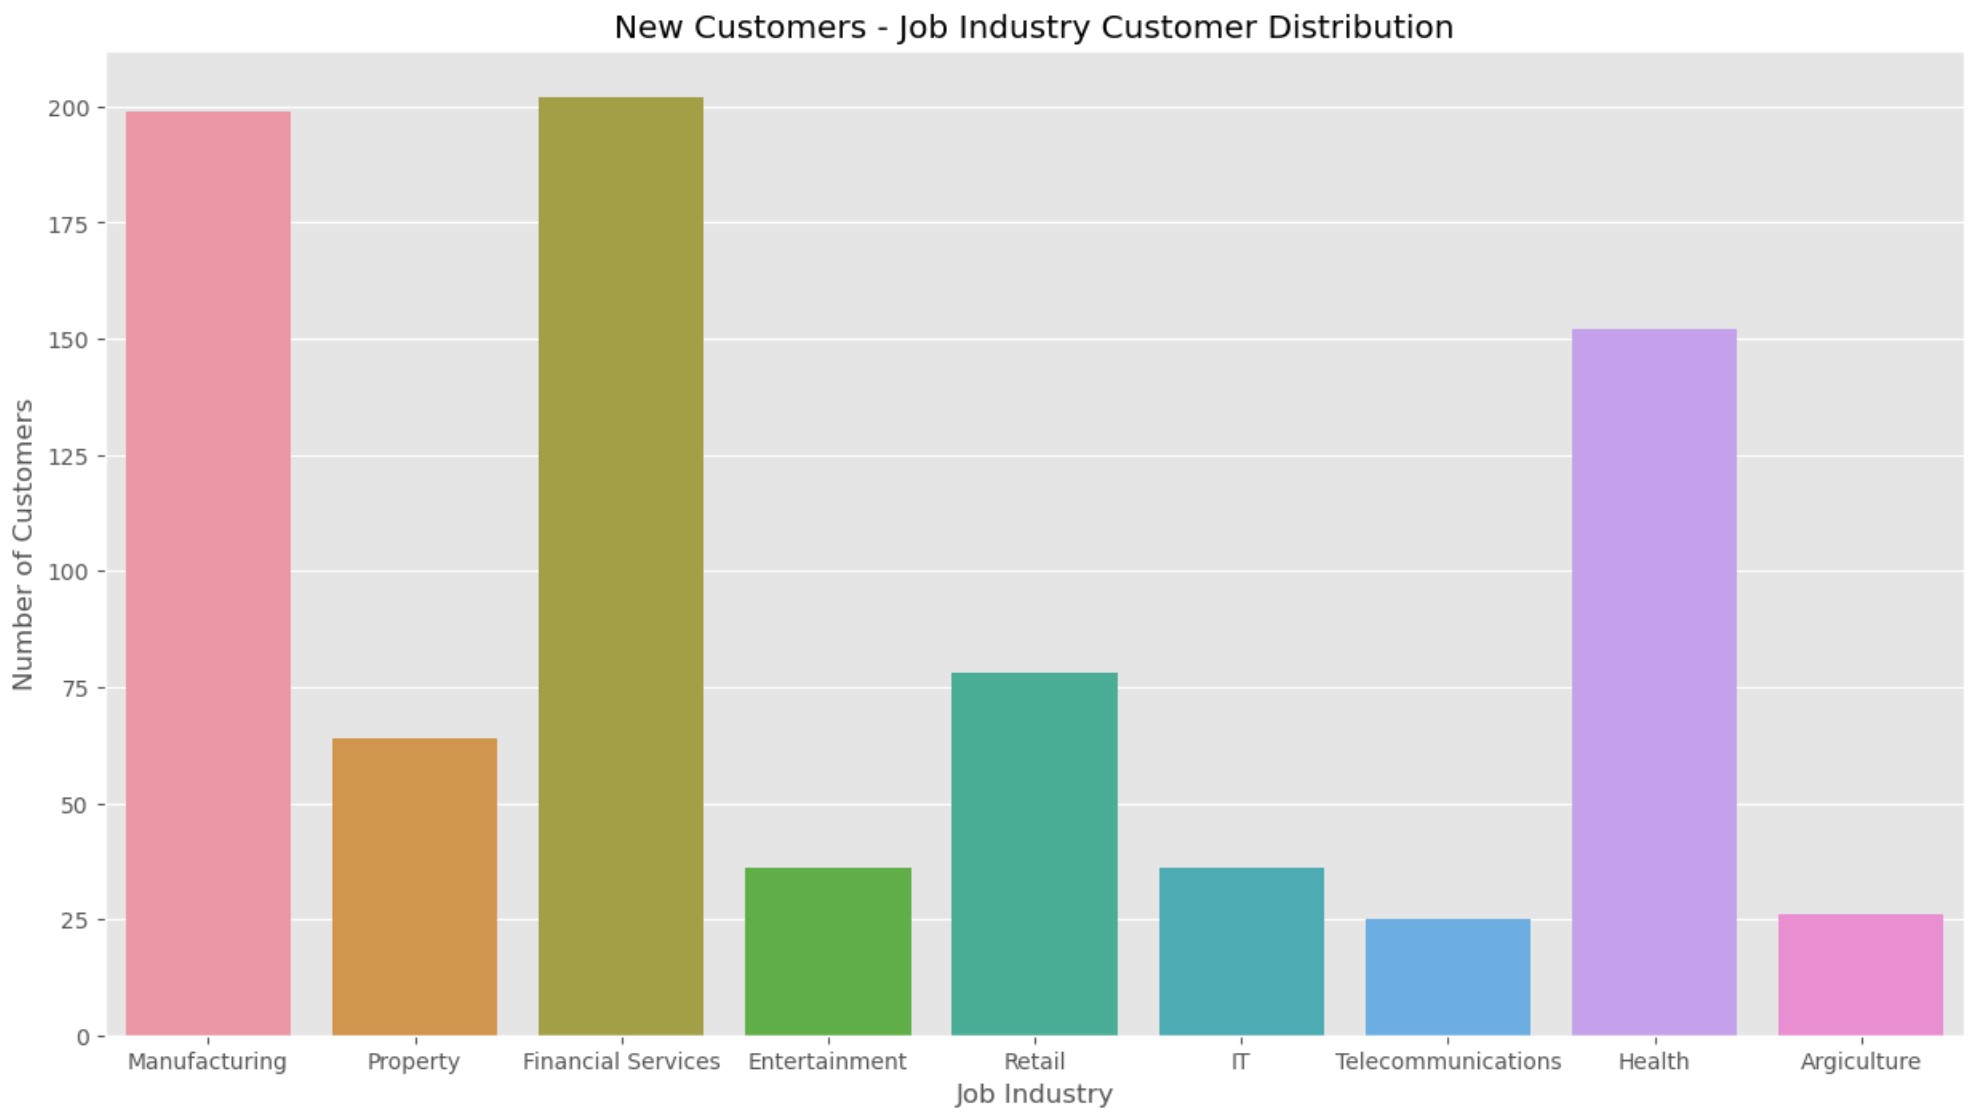 New Customers - Job Industry Customer Distribution
Number of Customers
200
175
150
125
100
75
50
25
0
Manufacturing Property Financial Services Entertainment Retail IT Telecommunications Health Argiculture
Job Industry